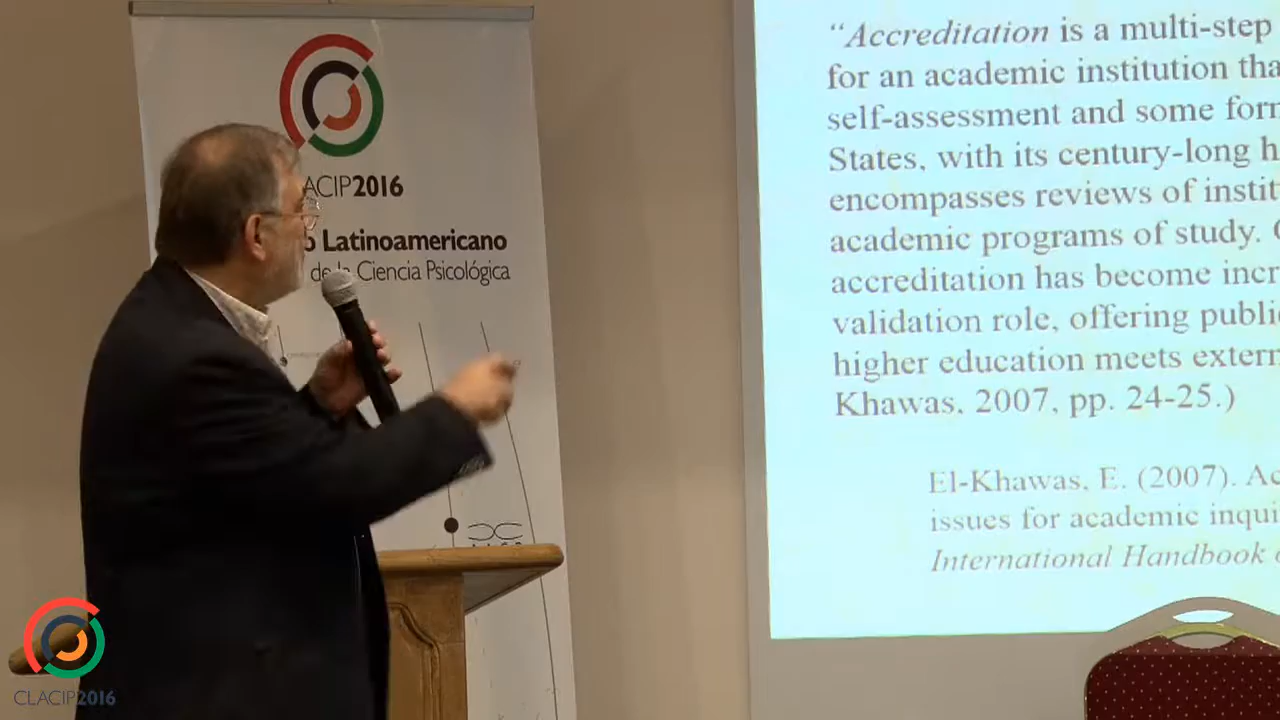 ACIP2016
o Latinoamericano
de la Ciencia Psicológica
“Accreditation is a multi-step
for an academic institution tha
self-assessment and some forn
States, with its century-long h
encompasses reviews of instit
academic programs of study. C
accreditation has become incr
validation role, offering public
higher education meets extern
Khawas, 2007, pp. 24-25.)
El-Khawas, E. (2007). Ac
issues for academic inqui
International Handbook
CLACIP2016